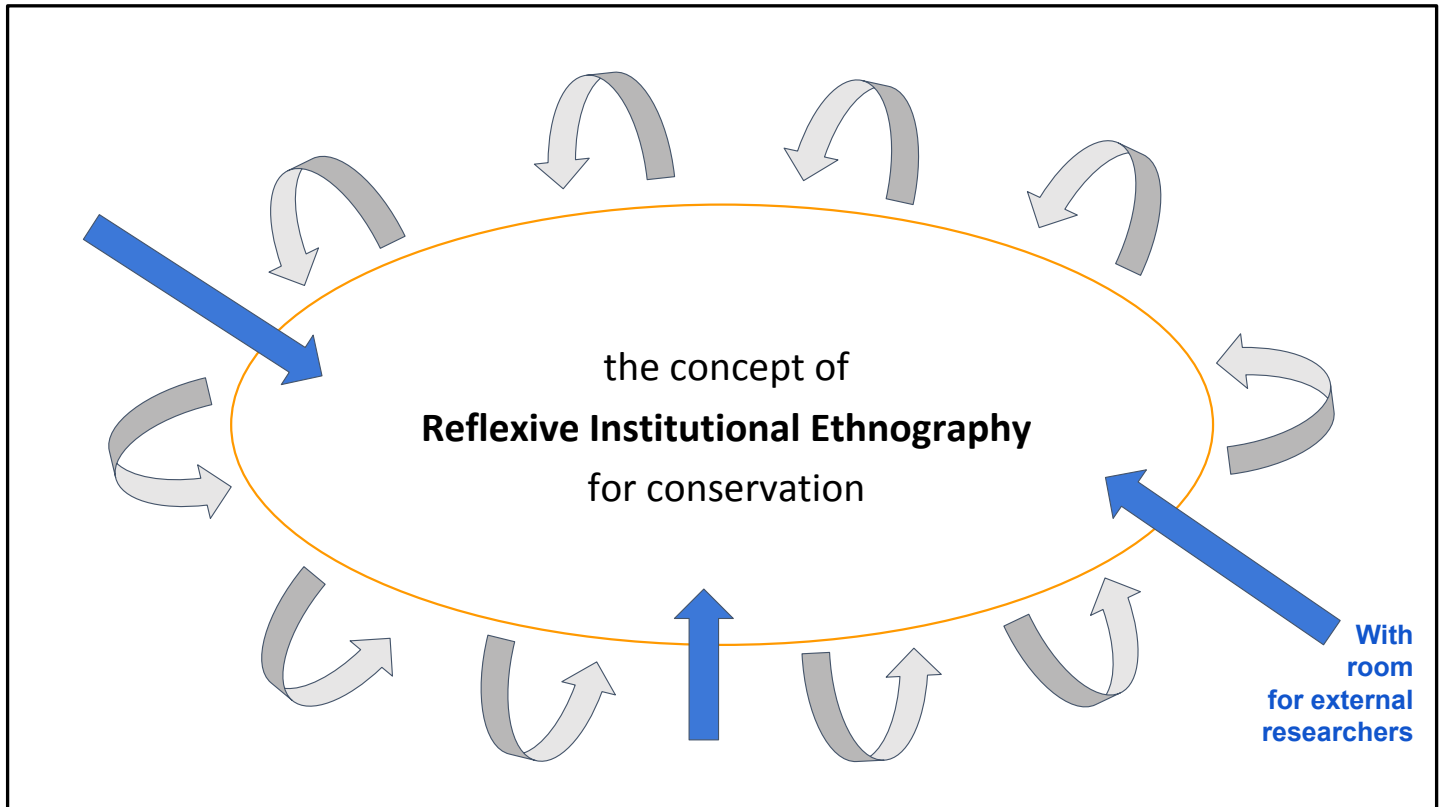 the concept of
Reflexive Institutional Ethnography
for conservation
With
room
for external
researchers